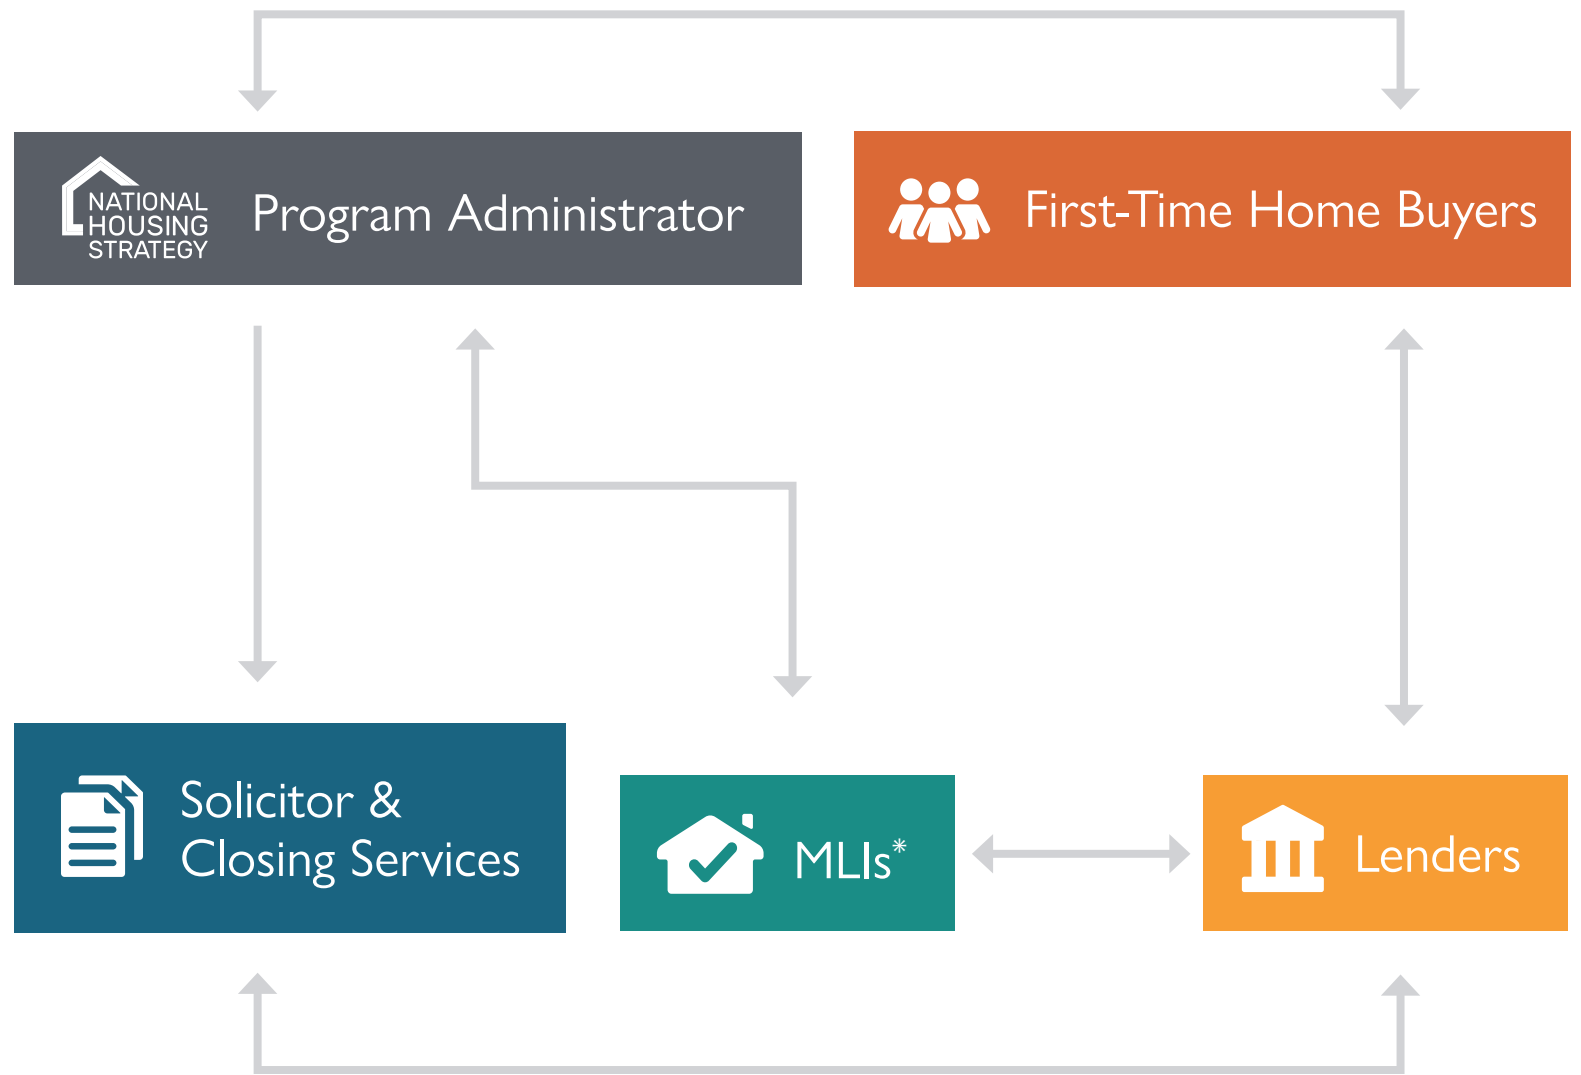 NATIONAL
HOUSING
STRATEGY
Program Administrator
First-Time Home Buyers
Solicitor &
Closing Services
MLIs*
Lenders